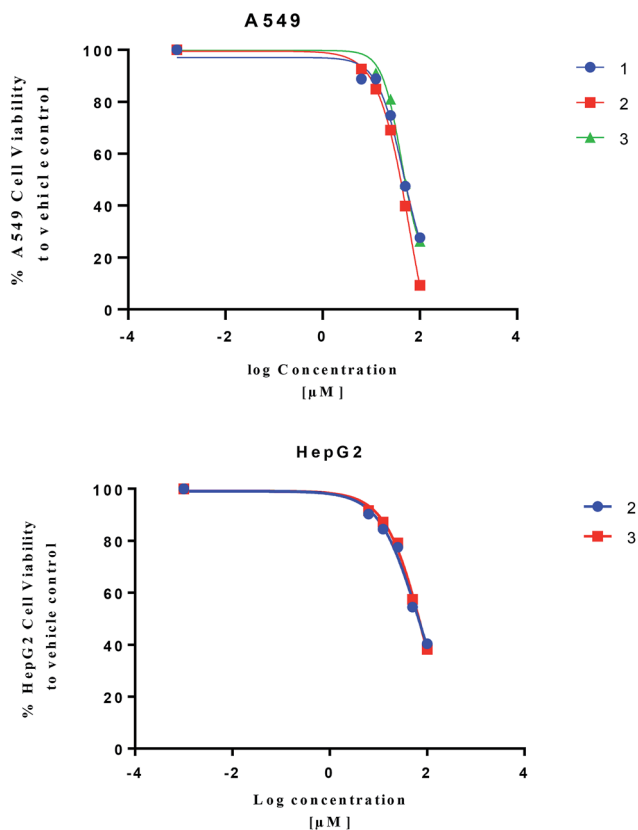 A549
% A549 Cell Viability
to vehicle control
100
80
60
40
20
0
-4
-2
0
2
4
log Concentration
[µM]
1
2
3
HepG2
% HepG2 Cell Viability
to vehicle control
100
80
60
40
20
0
-4
-2
0
2
4
Log concentration
[µM]
2
3